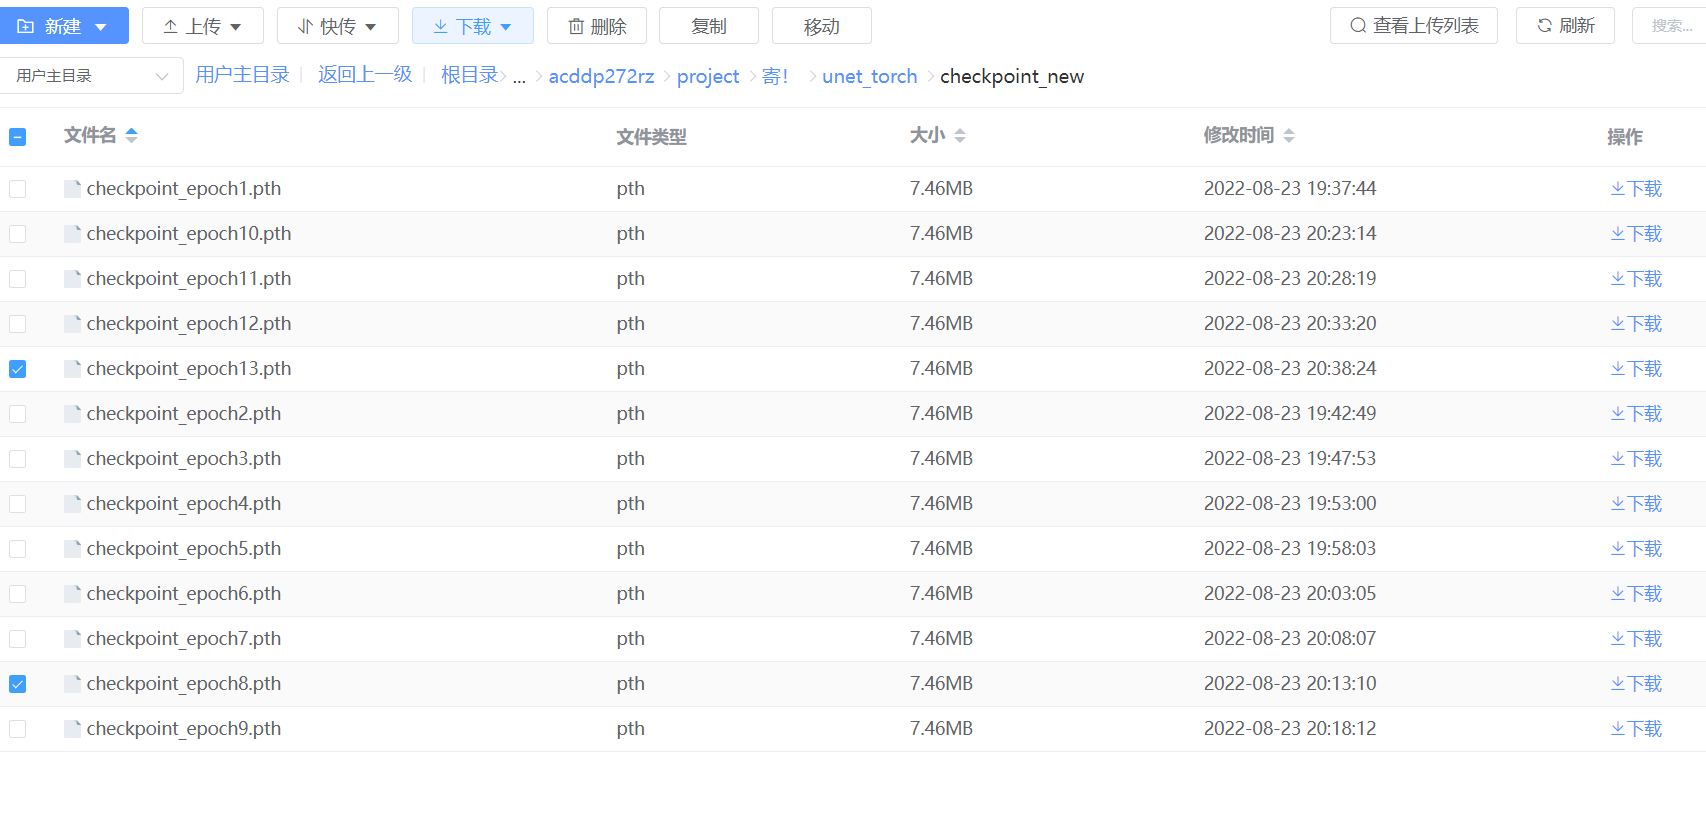 新建 上传 快传 下载 删除 复制 移动 查看上传列表 刷新 搜索...
用户主目录 用户主目录 返回上一级 根目录 ... acddp272rz project 寄! unet_torch checkpoint_new
文件名 文件类型 大小 修改时间 操作
checkpoint_epoch1.pth pth 7.46MB 2022-08-23 19:37:44 下载
checkpoint_epoch10.pth pth 7.46MB 2022-08-23 20:23:14 下载
checkpoint_epoch11.pth pth 7.46MB 2022-08-23 20:28:19 下载
checkpoint_epoch12.pth pth 7.46MB 2022-08-23 20:33:20 下载
checkpoint_epoch13.pth pth 7.46MB 2022-08-23 20:38:24 下载
checkpoint_epoch2.pth pth 7.46MB 2022-08-23 19:42:49 下载
checkpoint_epoch3.pth pth 7.46MB 2022-08-23 19:47:53 下载
checkpoint_epoch4.pth pth 7.46MB 2022-08-23 19:53:00 下载
checkpoint_epoch5.pth pth 7.46MB 2022-08-23 19:58:03 下载
checkpoint_epoch6.pth pth 7.46MB 2022-08-23 20:03:05 下载
checkpoint_epoch7.pth pth 7.46MB 2022-08-23 20:08:07 下载
checkpoint_epoch8.pth pth 7.46MB 2022-08-23 20:13:10 下载
checkpoint_epoch9.pth pth 7.46MB 2022-08-23 20:18:12 下载